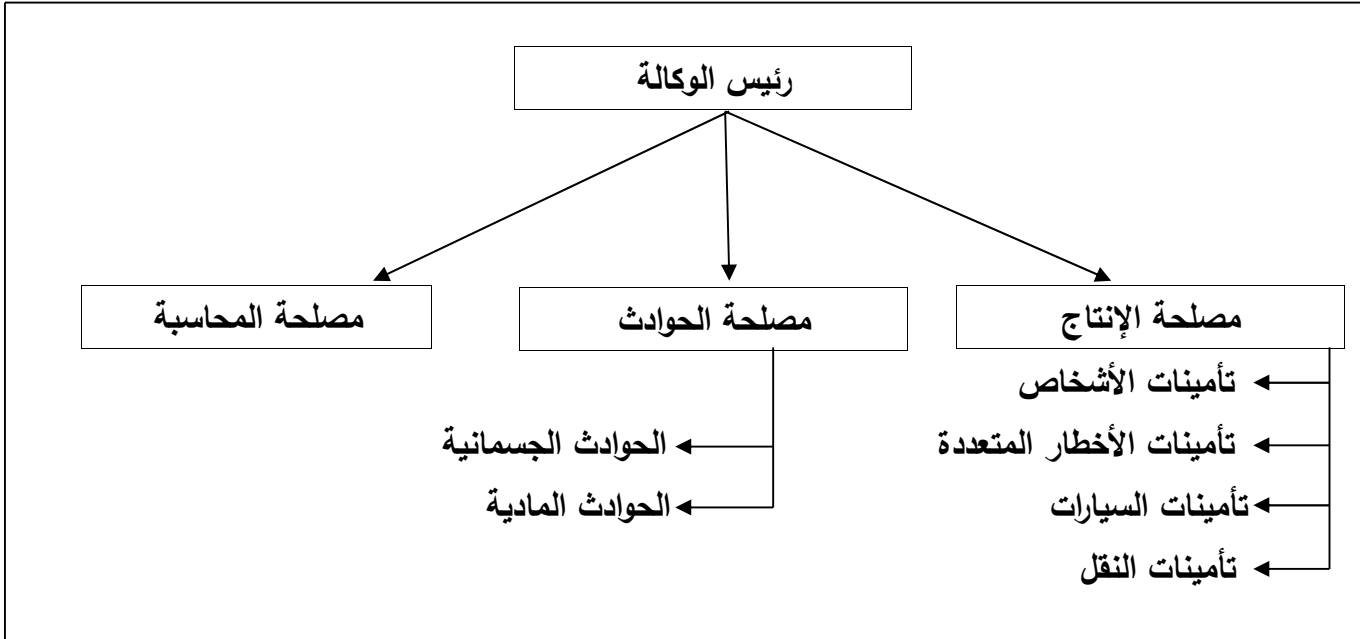 رئيس الوكالة
مصلحة الإنتاج
مصلحة الحوادث
مصلحة المحاسبة
تأمينات الأشخاص
تأمينات الأخطار المتعددة
تأمينات السيارات
تأمينات النقل
الحوادث الجسمانية
الحوادث المادية